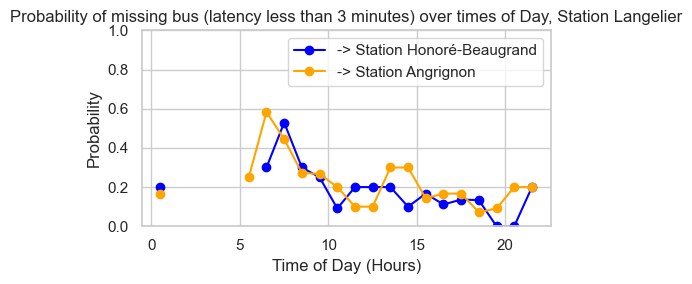 Probability of missing bus (latency less than 3 minutes) over times of Day, Station Langelier
1.0
0.8
0.6
0.4
0.2
0.0
Probability
-> Station Honoré-Beaugrand
-> Station Angrignon
0
5
10
15
20
Time of Day (Hours)